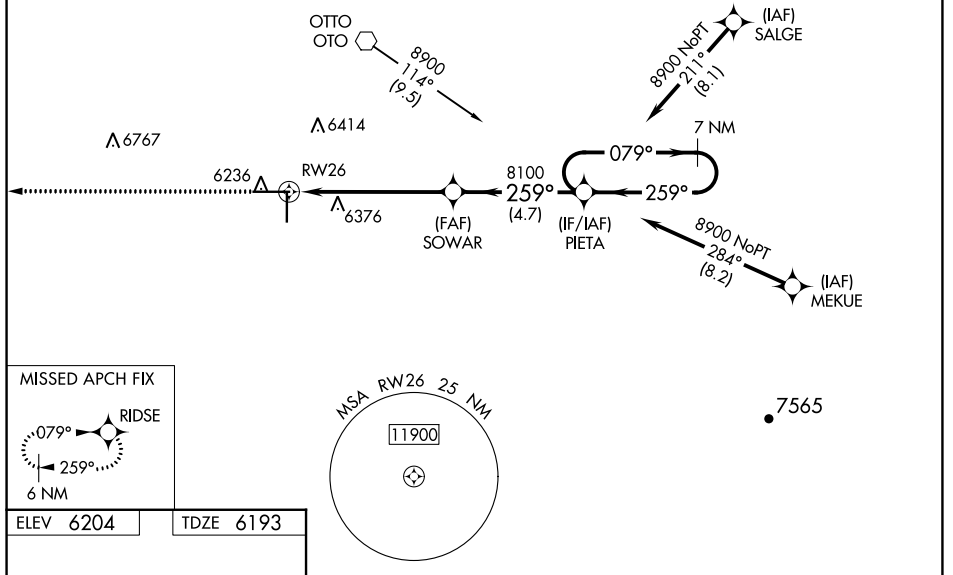 OTTO
OTO
8900
114°
(9.5)
(IAF)
SALGE
8900 NoPT
211°
(8.1)
6767
6414
7 NM
079°
6236
RW26
8100
259°
259°
(4.7)
6376
(FAF)
SOWAR
(IF/IAF)
PIETA
8900 NoPT
284°
(8.2)
(IAF)
MEKUE
MISSED APCH FIX
RIDSE
079°
259°
6 NM
MSA RW26 25 NM
11900
7565
ELEV 6204
TDZE 6193